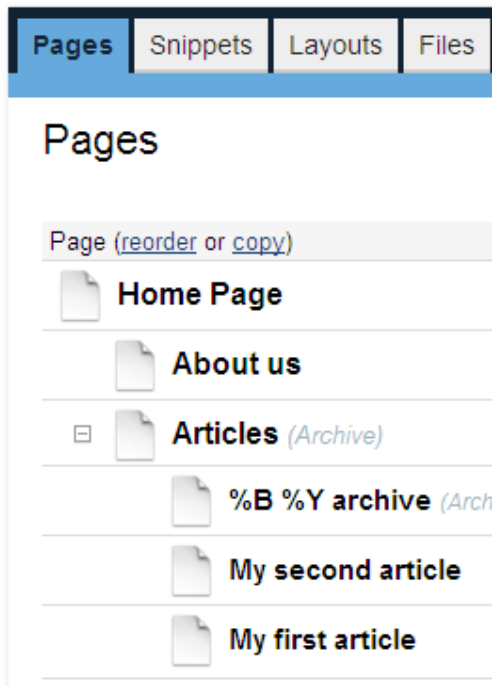 Pages Snippets Layouts Files
Pages
Page (reorder or copy)
Home Page
About us
Articles (Archive)
%B %Y archive (Arch
My second article
My first article